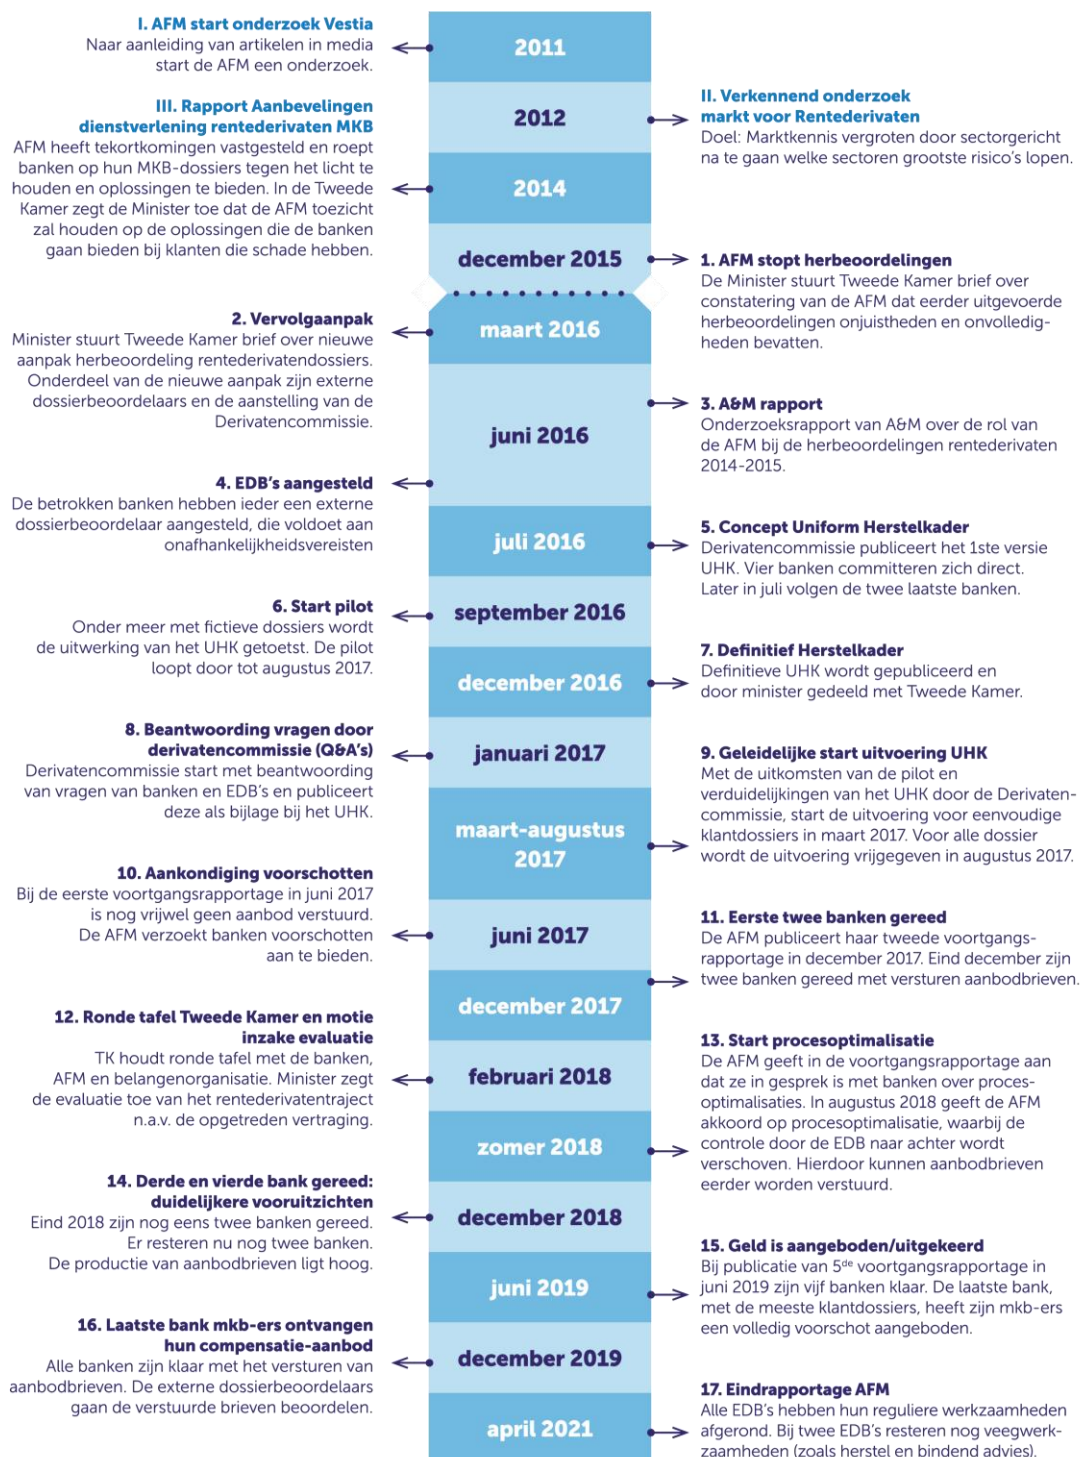 I. AFM start onderzoek Vestia
Naar aanleiding van artikelen in media
start de AFM een onderzoek.
2011
2012
II. Verkennend onderzoek
markt voor Rentederivaten
Doel: Marktkennis vergroten door sectorgericht
na te gaan welke sectoren grootste risico's lopen.
III. Rapport Aanbevelingen
dienstverlening rentederivaten MKB
AFM heeft tekortkomingen vastgesteld en roept
banken op hun MKB-dossiers tegen het licht te
houden en oplossingen te bieden. In de Tweede
Kamer zegt de Minister toe dat de AFM toezicht
zal houden op de oplossingen die de banken
gaan bieden bij klanten die schade hebben.
2014
december 2015
1. AFM stopt herbeoordelingen
De Minister stuurt Tweede Kamer brief over
constatering van de AFM dat eerder uitgevoerde
herbeoordelingen onjuistheden en onvolledig-
heden bevatten.
2. Vervolgaanpak
Minister stuurt Tweede Kamer brief over nieuwe
aanpak herbeoordeling rentederivatendossiers.
Onderdeel van de nieuwe aanpak zijn externe
dossierbeoordelaars en de aanstelling van de
Derivatencommissie.
maart 2016
juni 2016
3. A&M rapport
Onderzoeksrapport van A&M over de rol van
de AFM bij de herbeoordelingen rentederivaten
2014-2015.
4. EDB's aangesteld
De betrokken banken hebben ieder een externe
dossierbeoordelaar aangesteld, die voldoet aan
onafhankelijkheidsvereisten
juli 2016
5. Concept Uniform Herstelkader
Derivatencommissie publiceert het 1ste versie
UHK. Vier banken committeren zich direct.
Later in juli volgen de twee laatste banken.
6. Start pilot
Onder meer met fictieve dossiers wordt
de uitwerking van het UHK getoetst. De pilot
loopt door tot augustus 2017.
september 2016
december 2016
7. Definitief Herstelkader
Definitieve UHK wordt gepubliceerd en
door minister gedeeld met Tweede Kamer.
8. Beantwoording vragen door
derivatencommissie (Q&A's)
Derivatencommissie start met beantwoording
van vragen van banken en EDB's en publiceert
deze als bijlage bij het UHK.
januari 2017
maart-augustus
2017
9. Geleidelijke start uitvoering UHK
Met de uitkomsten van de pilot en
verduidelijkingen van het UHK door de Derivaten-
commissie, start de uitvoering voor eenvoudige
klantdossiers in maart 2017. Voor alle dossier
wordt de uitvoering vrijgegeven in augustus 2017.
10. Aankondiging voorschotten
Bij de eerste voortgangsrapportage in juni 2017
is nog vrijwel geen aanbod verstuurd.
De AFM verzoekt banken voorschotten
aan te bieden.
juni 2017
december 2017
11. Eerste twee banken gereed
De AFM publiceert haar tweede voortgangs-
rapportage in december 2017. Eind december zijn
twee banken gereed met versturen aanbodbrieven.
12. Ronde tafel Tweede Kamer en motie
inzake evaluatie
TK houdt ronde tafel met de banken,
AFM en belangenorganisatie. Minister zegt
de evaluatie toe van het rentederivatentraject
n.a.v. de opgetreden vertraging.
februari 2018
zomer 2018
13. Start procesoptimalisatie
De AFM geeft in de voortgangsrapportage aan
dat ze in gesprek is met banken over proces-
optimalisaties. In augustus 2018 geeft de AFM
akkoord op procesoptimalisatie, waarbij de
controle door de EDB naar achter wordt
verschoven. Hierdoor kunnen aanbodbrieven
eerder worden verstuurd.
14. Derde en vierde bank gereed:
duidelijkere vooruitzichten
Eind 2018 zijn nog eens twee banken gereed.
Er resteren nu nog twee banken.
De productie van aanbodbrieven ligt hoog.
december 2018
juni 2019
15. Geld is aangeboden/uitgekeerd
Bij publicatie van 5de voortgangsrapportage in
juni 2019 zijn vijf banken klaar. De laatste bank,
met de meeste klantdossiers, heeft zijn mkb-ers
een volledig voorschot aangeboden.
16. Laatste bank mkb-ers ontvangen
hun compensatie-aanbod
Alle banken zijn klaar met het versturen van
aanbodbrieven. De externe dossierbeoordelaars
gaan de verstuurde brieven beoordelen.
december 2019
april 2021
17. Eindrapportage AFM
Alle EDB's hebben hun reguliere werkzaamheden
afgerond. Bij twee EDB's resteren nog veegwerk-
zaamheden (zoals herstel en bindend advies).